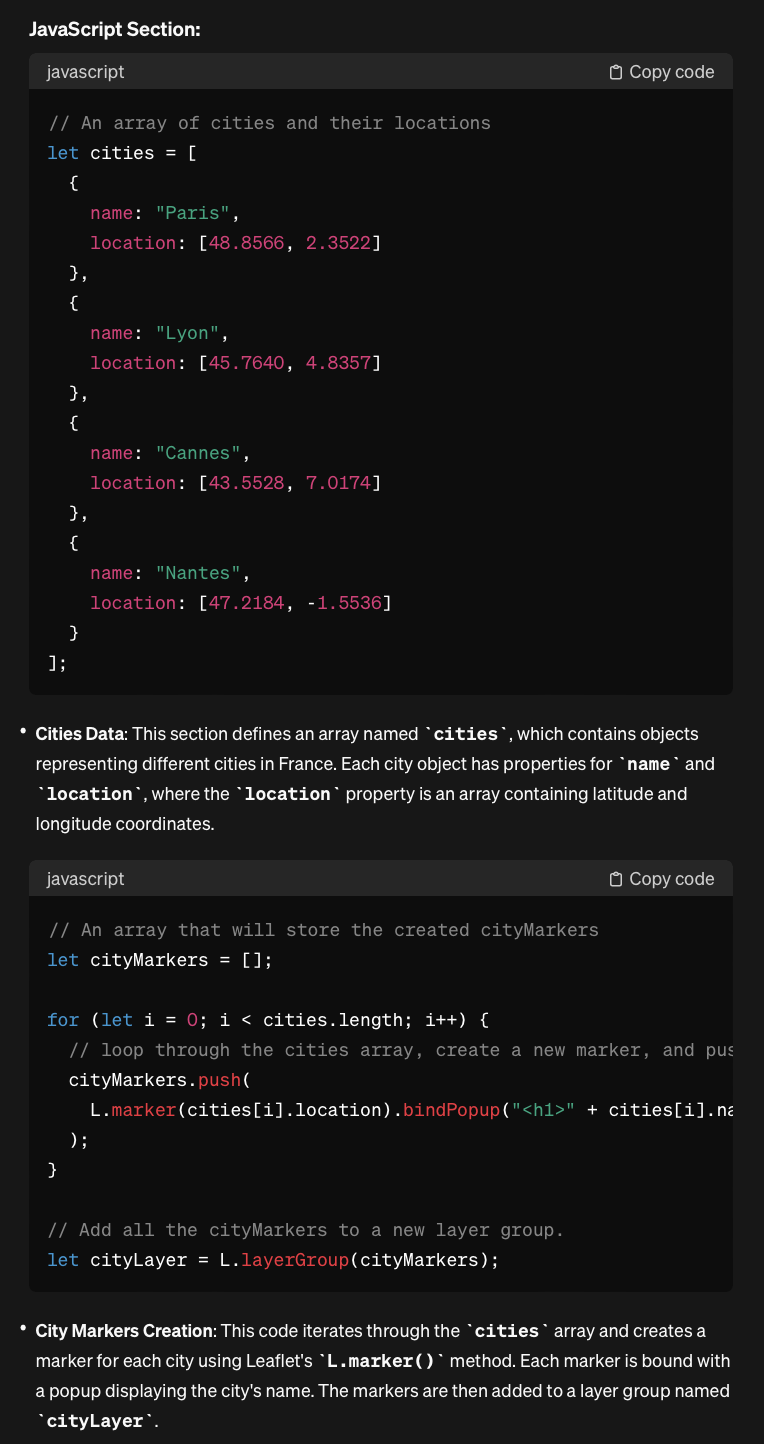 JavaScript Section:
javascript
Copy code
// An array of cities and their locations
let cities = [
  {
    name: "Paris",
    location: [48.8566, 2.3522]
  },
  {
    name: "Lyon",
    location: [45.7640, 4.8357]
  },
  {
    name: "Cannes",
    location: [43.5528, 7.0174]
  },
  {
    name: "Nantes",
    location: [47.2184, -1.5536]
  }
];
• Cities Data: This section defines an array named `cities`, which contains objects
representing different cities in France. Each city object has properties for `name` and
`location`, where the `location` property is an array containing latitude and
longitude coordinates.
javascript
Copy code
// An array that will store the created cityMarkers
let cityMarkers = [];
for (let i = 0; i < cities.length; i++) {
  // loop through the cities array, create a new marker, and pus
  cityMarkers.push(
    L.marker(cities[i].location).bindPopup("<h1>" + cities[i].na
  );
}
// Add all the cityMarkers to a new layer group.
let cityLayer = L.layerGroup(cityMarkers);
• City Markers Creation: This code iterates through the `cities` array and creates a
marker for each city using Leaflet's `L.marker()` method. Each marker is bound with
a popup displaying the city's name. The markers are then added to a layer group named
`cityLayer`.